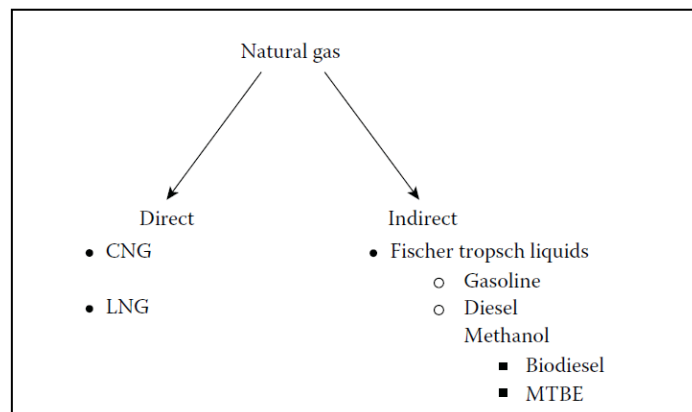 Natural gas
Direct
• CNG
• LNG
Indirect
• Fischer tropsch liquids
○ Gasoline
○ Diesel
Methanol
■ Biodiesel
■ MTBE